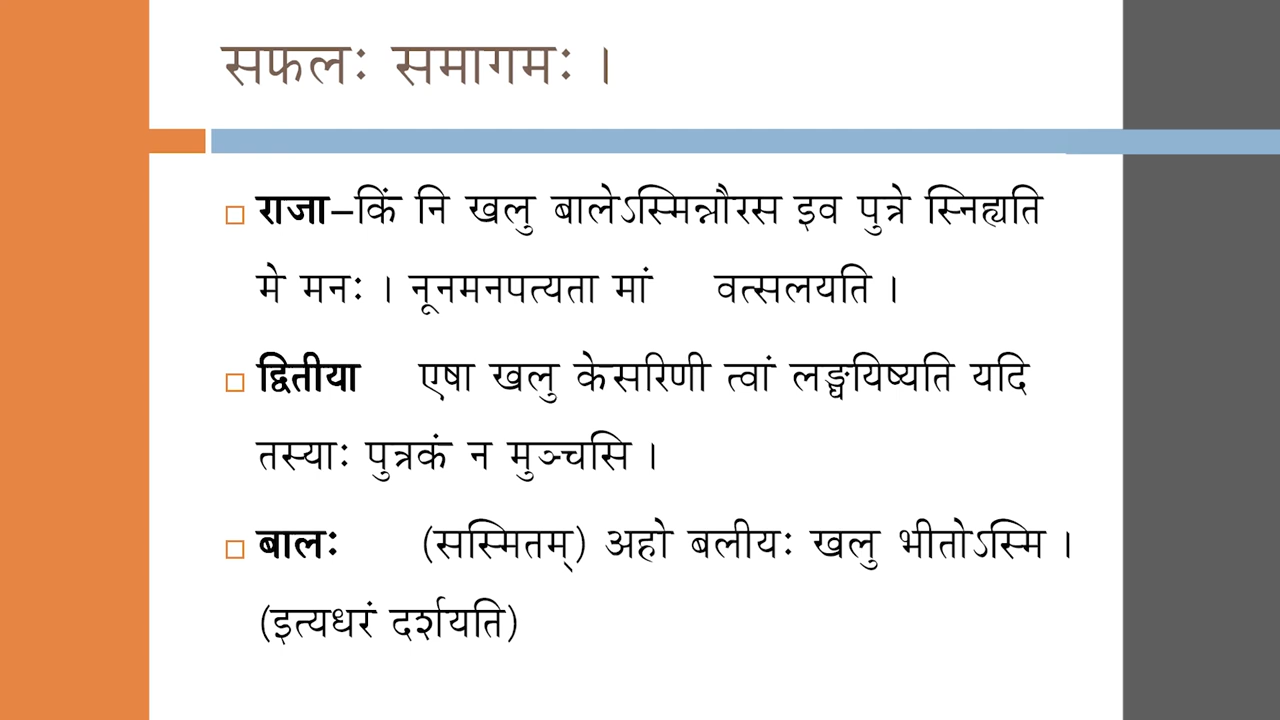 सफलः समागमः ।
राजा–किं नि खलु बालेऽस्मिन्नौरस इव पुत्रे स्निह्यति
मे मनः । नूनमनपत्यता मां वत्सलयति ।
द्वितीया एषा खलु केसरिणी त्वां लङ्घयिष्यति यदि
तस्याः पुत्रकं न मुञ्चसि ।
बालः (सस्मितम्) अहो बलीयः खलु भीतोऽस्मि ।
(इत्यधरं दर्शयति)